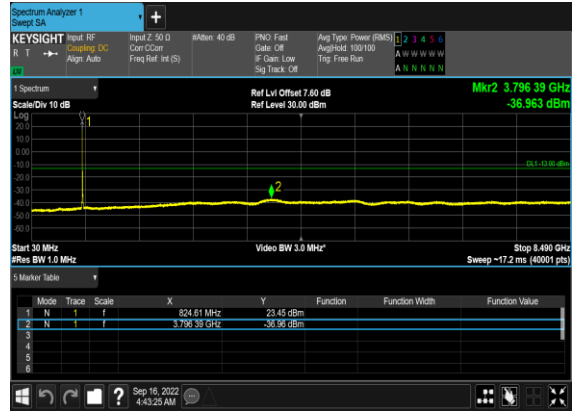 Spectrum Analyzer 1
Swept SA
+
KEYSIGHT Input: RF Input Z: 50 Ω #Atten: 40 dB PNO: Fast Avg Type: Power (RMS) 1 2 3 4 5 6
R T Coupling: DC Corr CCorr Gate: Off Avg|Hold: 100/100 A W W W W W
Align: Auto Freq Ref: Int (S) IF Gain: Low Trig: Free Run
Sig Track: Off A N N N N N
1 Spectrum Ref Lvl Offset 7.60 dB Mkr2 3.796 39 GHz
Scale/Div 10 dB Ref Level 30.00 dBm -36.963 dBm
Log
1
20.0
10.0
0.00
-10.0
DL1 -13.00 dBm
-20.0
-30.0
2
-40.0
-50.0
-60.0
Start 30 MHz Video BW 3.0 MHz* Stop 8.490 GHz
#Res BW 1.0 MHz Sweep ~17.2 ms (40001 pts)
5 Marker Table
Mode Trace Scale X Y Function Function Width Function Value
1 N 1 f 824.61 MHz 23.45 dBm
2 N 1 f 3.796 39 GHz -36.96 dBm
3
4
5
6
? Sep 16, 2022
4:43:25 AM